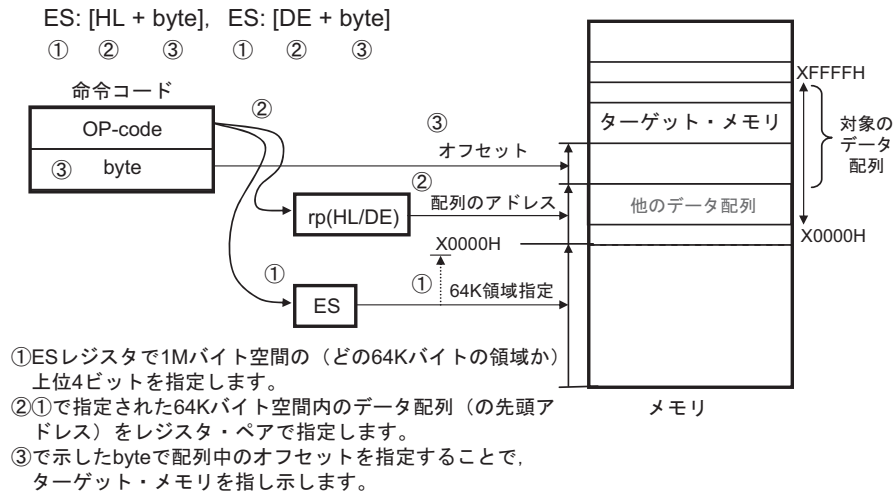 ES: [HL + byte], ES: [DE + byte]
① ② ③ ① ② ③
命令コード
OP-code
③ byte
②
③
オフセット
②
rp(HL/DE)
配列のアドレス
X0000H
①
ES
①
64K領域指定
ターゲット・メモリ
他のデータ配列
XFFFFH
対象の
データ
配列
X0000H
メモリ
①ESレジスタで1Mバイト空間の（どの64Kバイトの領域か）
上位4ビットを指定します。
②①で指定された64Kバイト空間内のデータ配列（の先頭ア
ドレス）をレジスタ・ペアで指定します。
③で示したbyteで配列中のオフセットを指定することで,
ターゲット・メモリを指し示します。